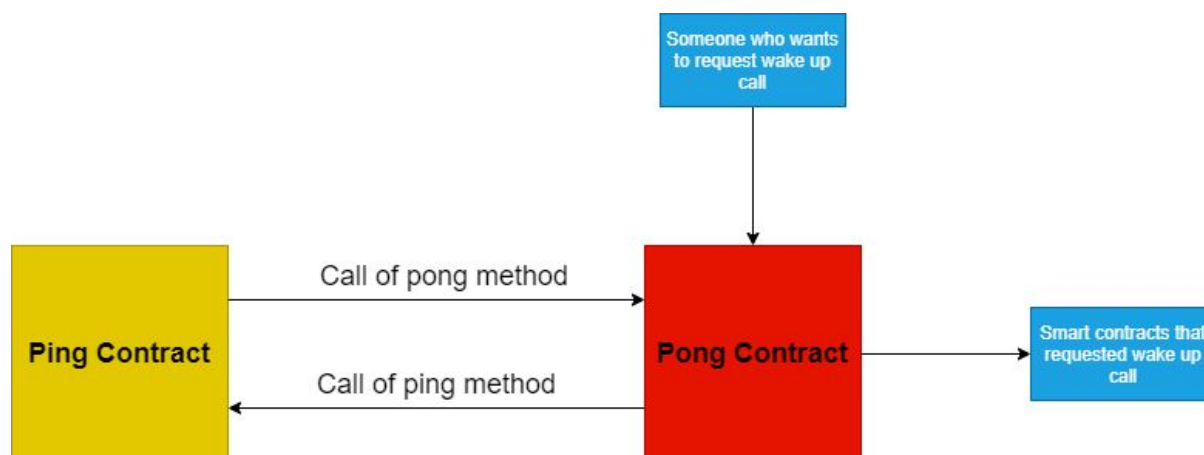 Someone who wants
to request wake up
call
Call of pong method
Ping Contract
Pong Contract
Smart contracts that
requested wake up
call
Call of ping method